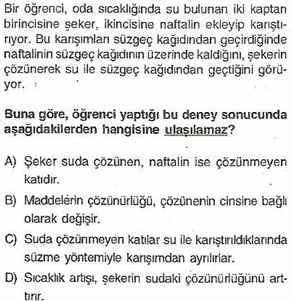 Bir öğrenci, oda sıcaklığında su bulunan iki kaptan
birincisine şeker, ikincisine naftalin ekleyip karıştı-
rıyor. Bu karışımları süzgeç kağıdından geçirdiğinde
naftalinin süzgeç kağıdının üzerinde kaldığını, şekerin
çözünerek su ile süzgeç kağıdından geçtiğini görü-
yor.
Buna göre, öğrenci yaptığı bu deney sonucunda
aşağıdakilerden hangisine ulaşılamaz?
A) Şeker suda çözünen, naftalin ise çözünmeyen
katıdır.
B) Maddelerin çözünürlüğü, çözünenin cinsine bağlı
olarak değişir.
C) Suda çözünmeyen katılar su ile karıştırıldıklarında
süzme yöntemiyle karışımdan ayrılırlar.
D) Sıcaklık artışı, şekerin sudaki çözünürlüğünü art-
tırır.